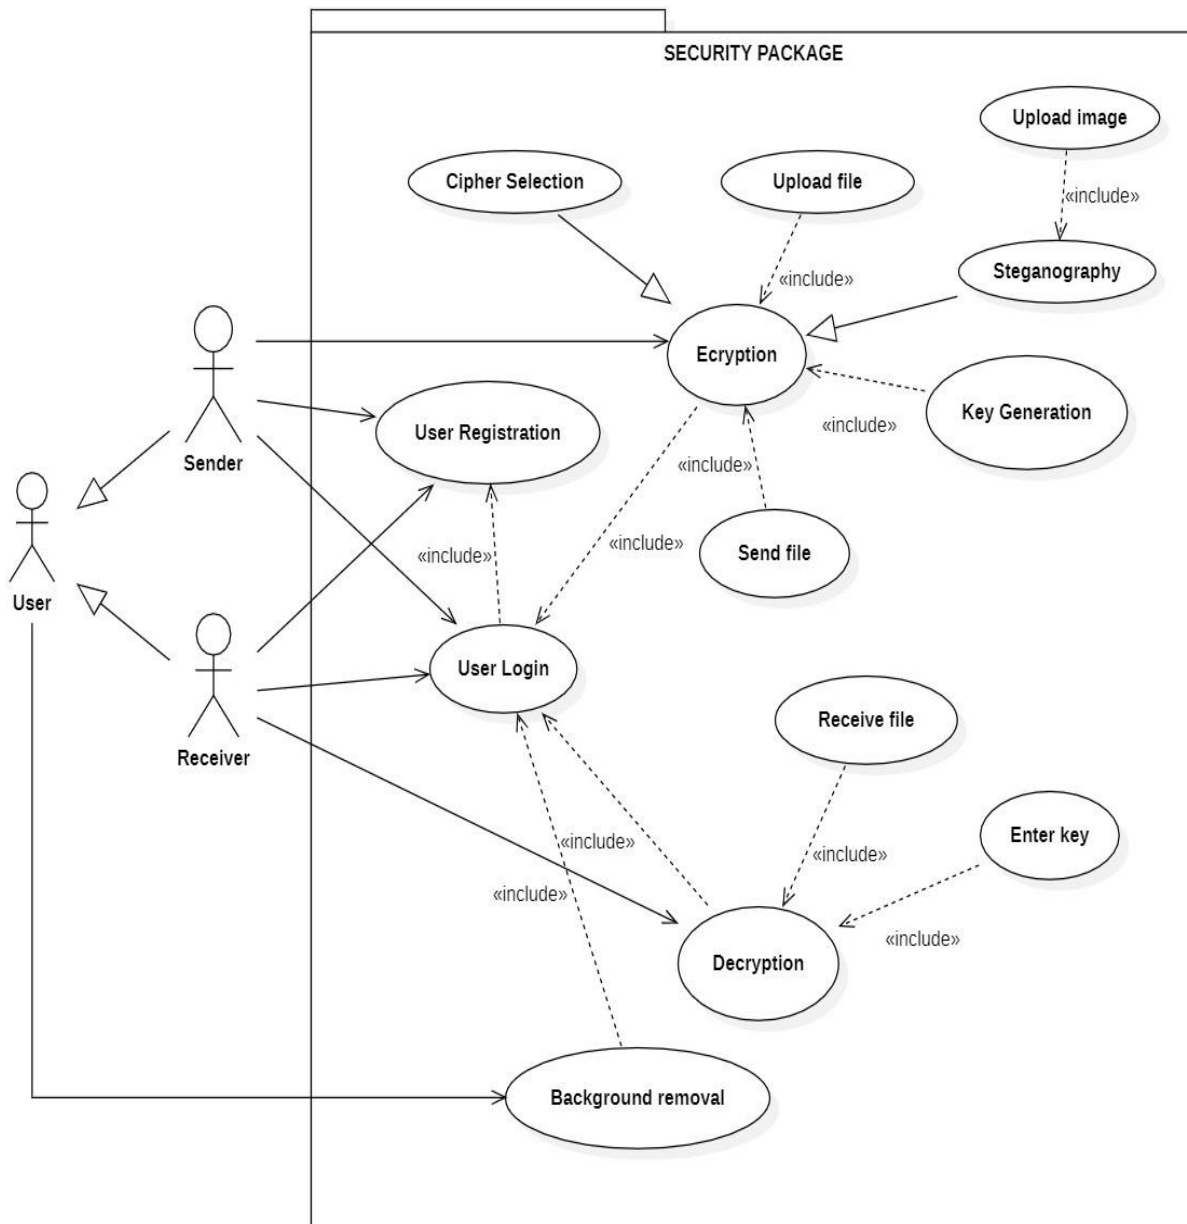 SECURITY PACKAGE
Upload image
Cipher Selection
Upload file
«include»
Steganography
«include»
Ecryption
Key Generation
«include»
User Registration
Sender
«include»
«include»
«include»
Send file
User
User Login
Receive file
Receiver
Enter key
«include»
«include»
«include»
«include»
Decryption
Background removal